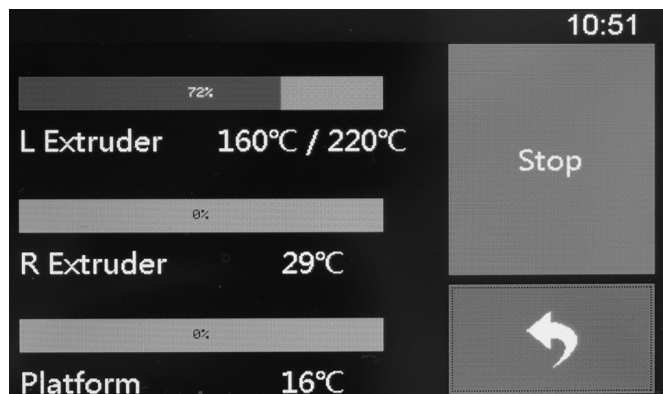 10:51
72%
L Extruder 160℃ / 220℃
Stop
0%
R Extruder 29℃
0%
Platform 16℃